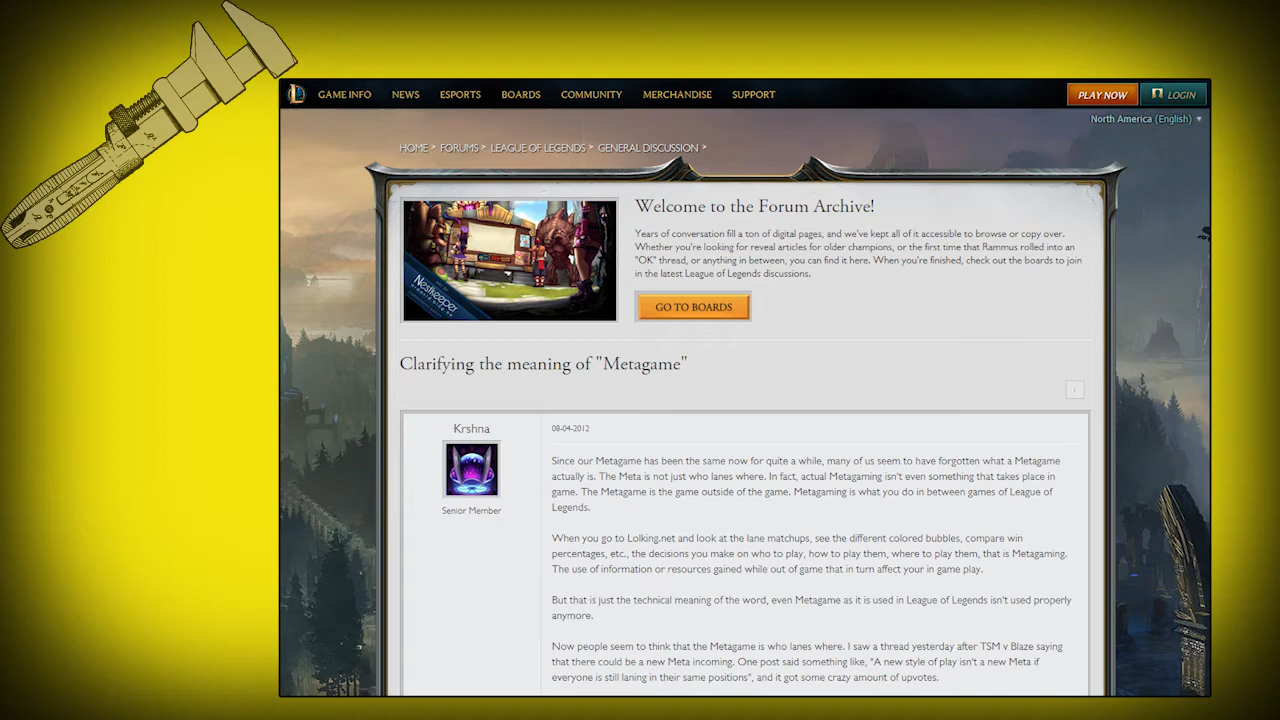 GAME INFO NEWS ESPORTS BOARDS COMMUNITY MERCHANDISE SUPPORT PLAY NOW LOGIN
North America (English)
HOME > FORUMS > LEAGUE OF LEGENDS > GENERAL DISCUSSION >
Welcome to the Forum Archive!
Years of conversation fill a ton of digital pages, and we've kept all of it accessible to browse or copy over.
Whether you're looking for reveal articles for older champions, or the first time that Rammus rolled into an
"OK" thread, or anything in between, you can find it here. When you're finished, check out the boards to join
in the latest League of Legends discussions.
Nestkeeper
GO TO BOARDS
Clarifying the meaning of "Metagame"
Krshna
Senior Member
08-04-2012
Since our Metagame has been the same now for quite a while, many of us seem to have forgotten what a Metagame
actually is. The Meta is not just who lanes where. In fact, actual Metagaming isn't even something that takes place in
game. The Metagame is the game outside of the game. Metagaming is what you do in between games of League of
Legends.
When you go to Lolking.net and look at the lane matchups, see the different colored bubbles, compare win
percentages, etc., the decisions you make on who to play, how to play them, where to play them, that is Metagaming.
The use of information or resources gained while out of game that in turn affect your in game play.
But that is just the technical meaning of the word, even Metagame as it is used in League of Legends isn't used properly
anymore.
Now people seem to think that the Metagame is who lanes where. I saw a thread yesterday after TSM v Blaze saying
that there could be a new Meta incoming. One post said something like, "A new style of play isn't a new Meta if
everyone is still laning in their same positions", and it got some crazy amount of upvotes.